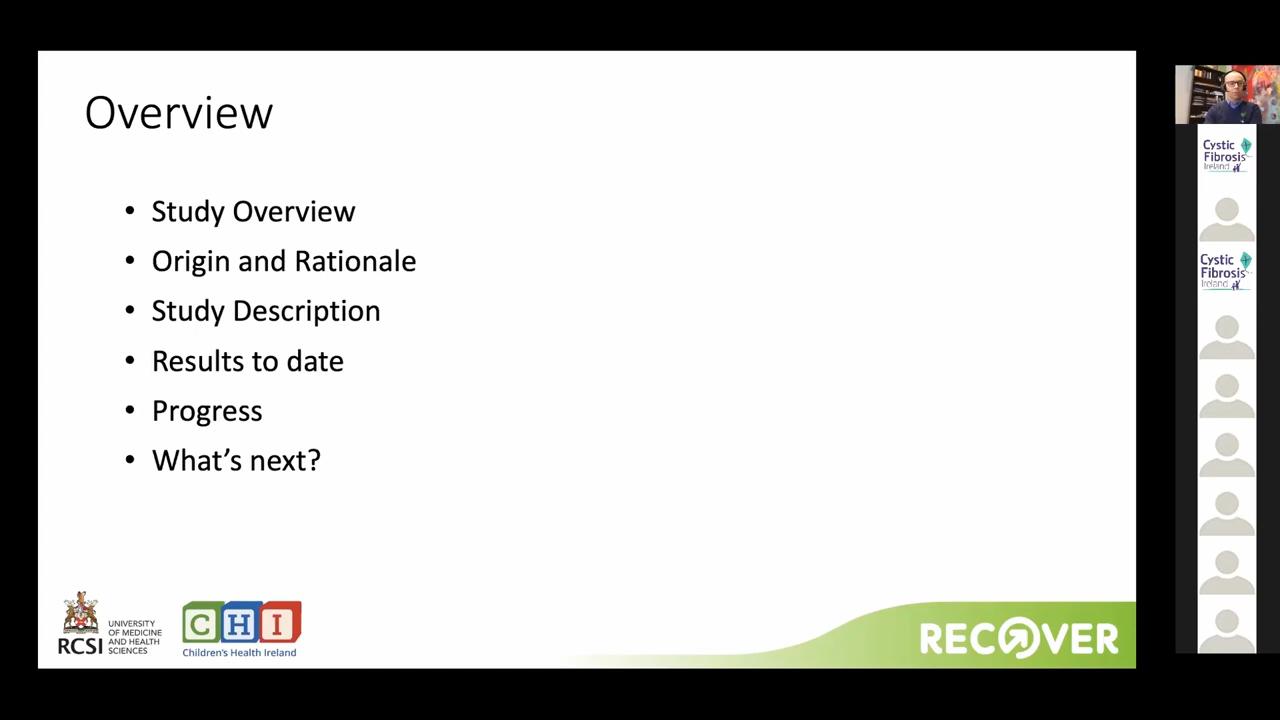 Overview
• Study Overview
• Origin and Rationale
• Study Description
• Results to date
• Progress
• What's next?
RCSI
UNIVERSITY
OF MEDICINE
AND HEALTH
SCIENCES
CHI
Children's Health Ireland
RECOVER
Cystic
Fibrosis
Ireland
Cystic
Fibrosis
Ireland